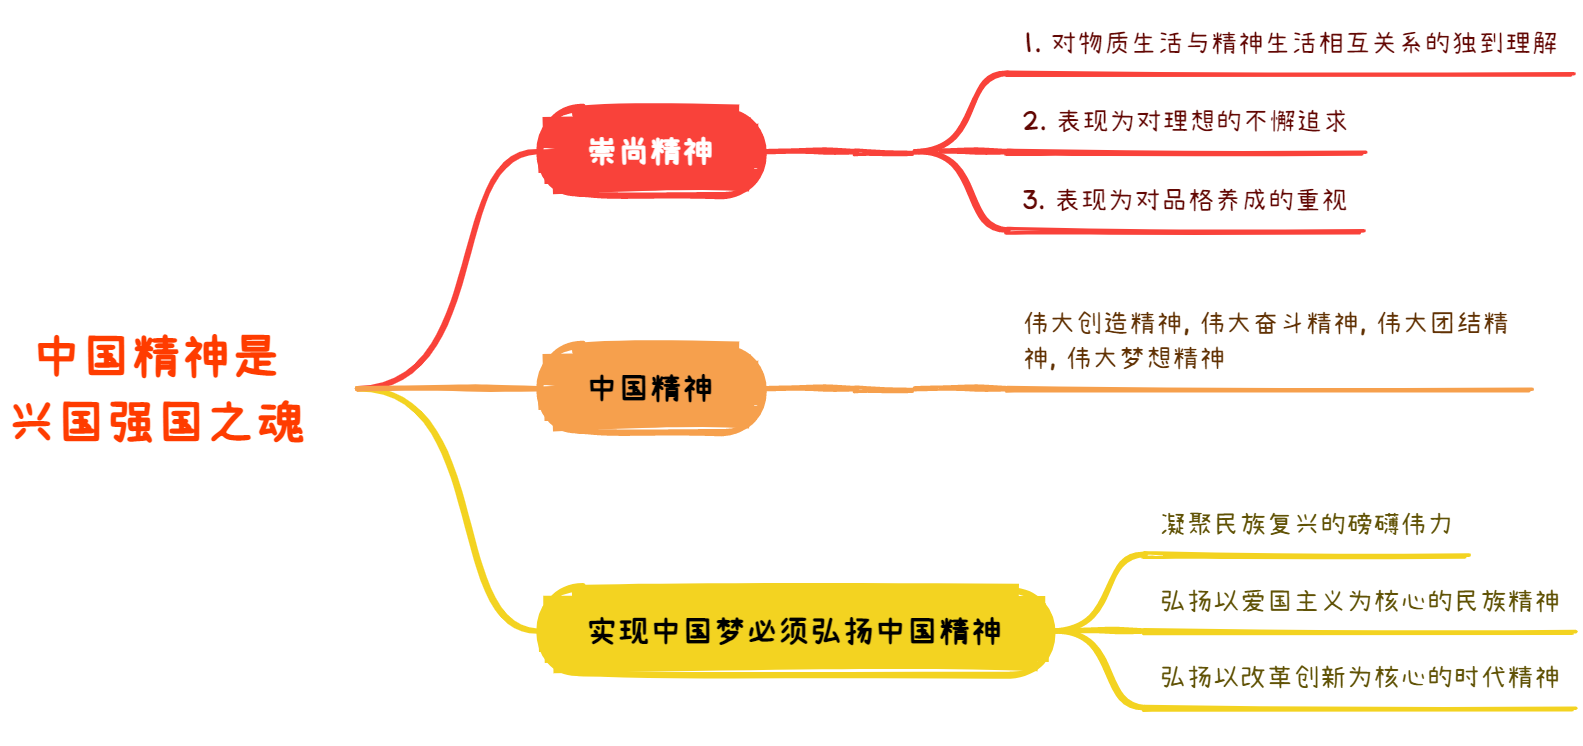 中国精神是
兴国强国之魂
崇尚精神
1. 对物质生活与精神生活相互关系的独到理解
2. 表现为对理想的不懈追求
3. 表现为对品格养成的重视
中国精神
伟大创造精神, 伟大奋斗精神, 伟大团结精
神, 伟大梦想精神
实现中国梦必须弘扬中国精神
凝聚民族复兴的磅礴伟力
弘扬以爱国主义为核心的民族精神
弘扬以改革创新为核心的时代精神